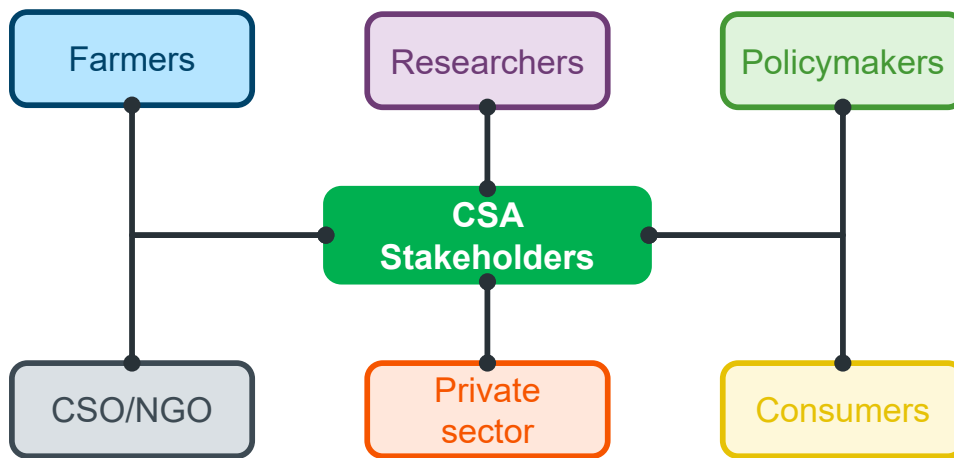 Farmers
Researchers
Policymakers
CSA
Stakeholders
CSO/NGO
Private
sector
Consumers